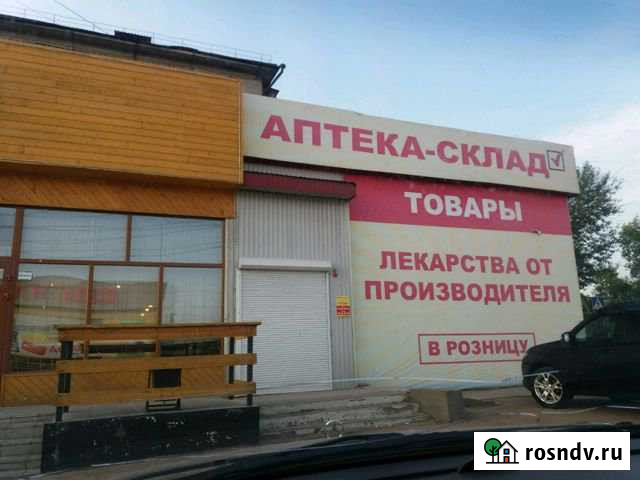 АПТЕКА-СКЛАД
ТОВАРЫ
ЛЕКАРСТВА ОТ
ПРОИЗВОДИТЕЛЯ
В РОЗНИЦУ
rosndv.ru